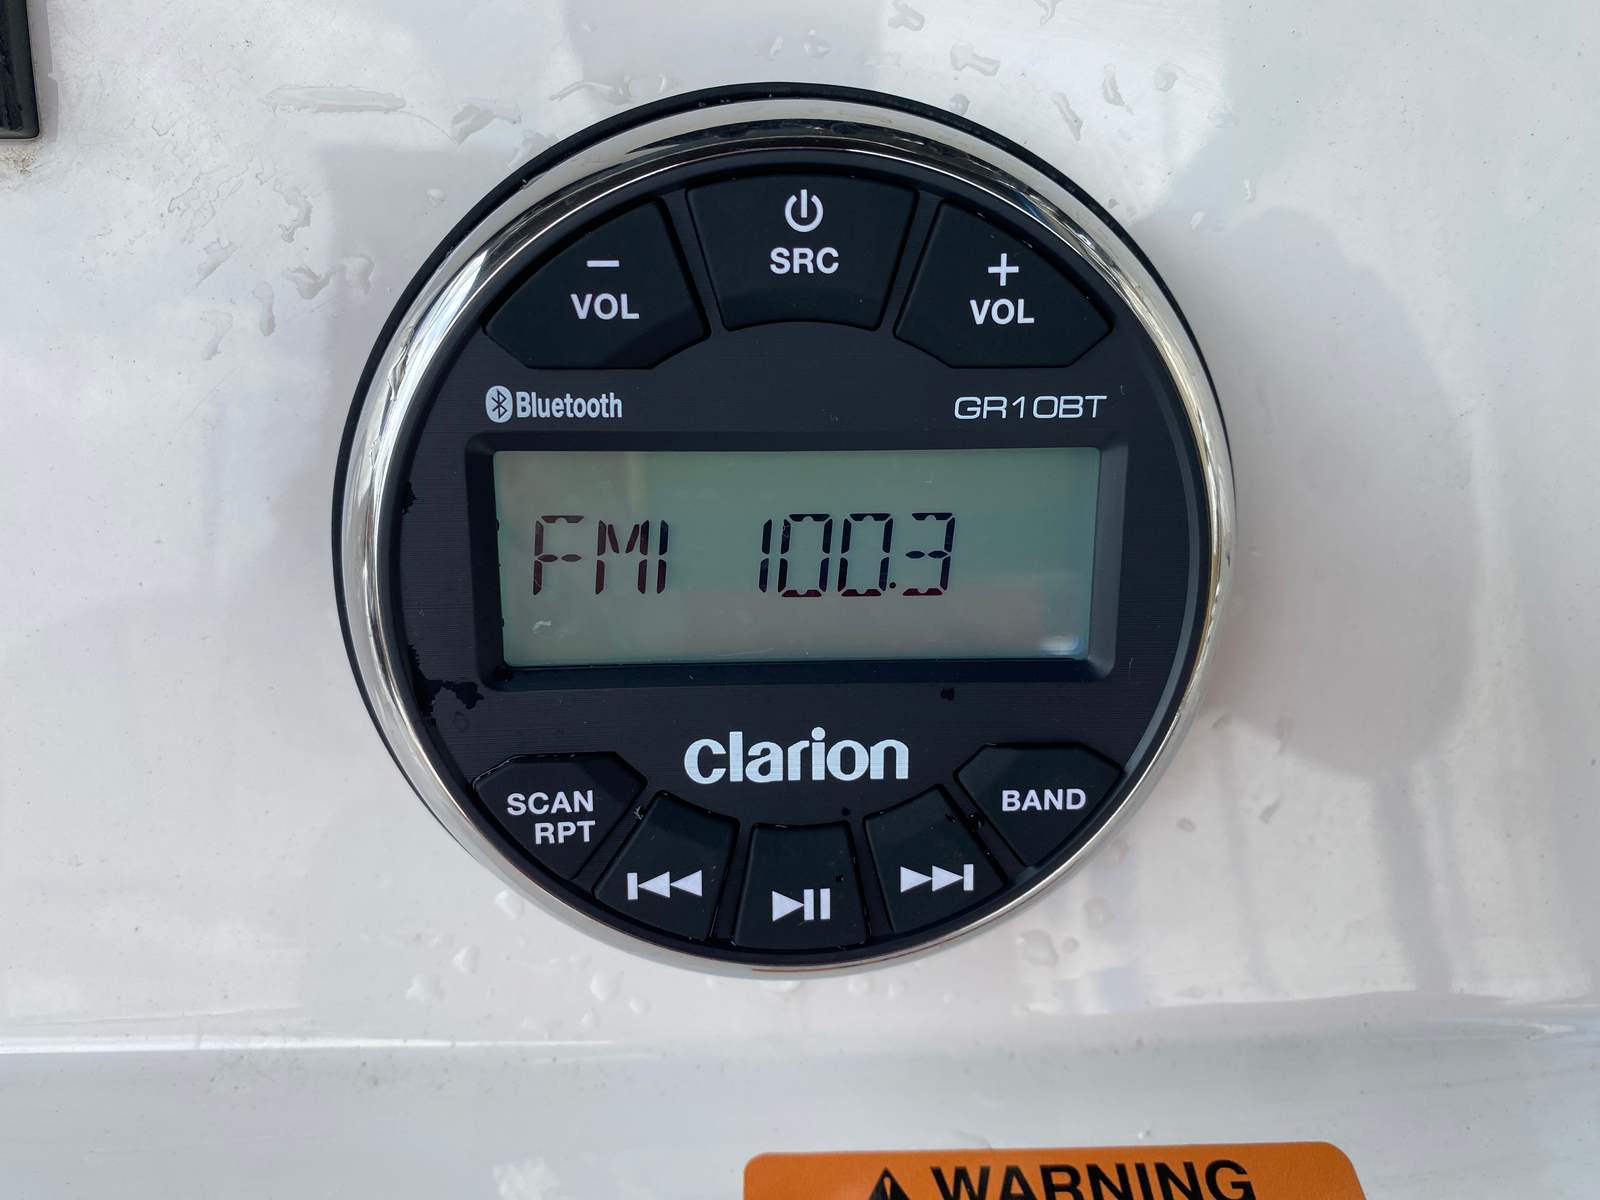 SRC
− VOL
+ VOL
Bluetooth
GR10BT
FM1 100.3
clarion
SCAN
RPT
BAND
WARNING